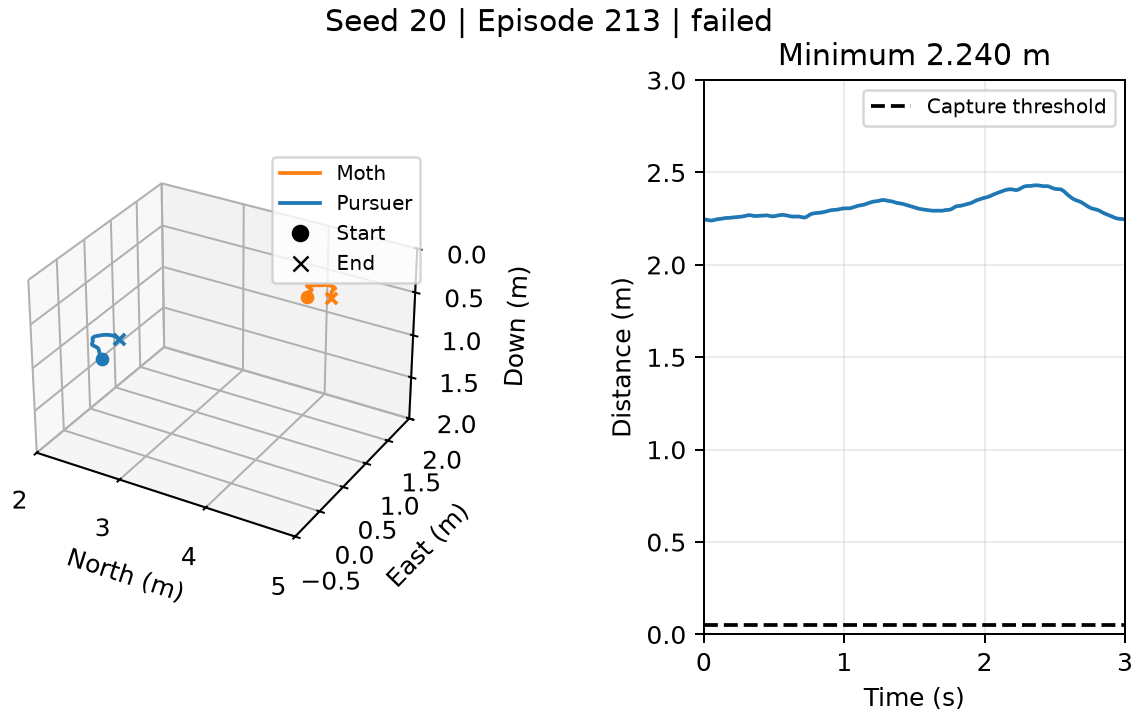 Seed 20 | Episode 213 | failed
Moth
Pursuer
Start
End
0.0
0.5
1.0
1.5
2.0
Down (m)
2.0
1.5
1.0
0.5
0.0
−0.5
East (m)
2
3
4
5
North (m)
Minimum 2.240 m
Capture threshold
3.0
2.5
2.0
1.5
1.0
0.5
0.0
Distance (m)
0
1
2
3
Time (s)